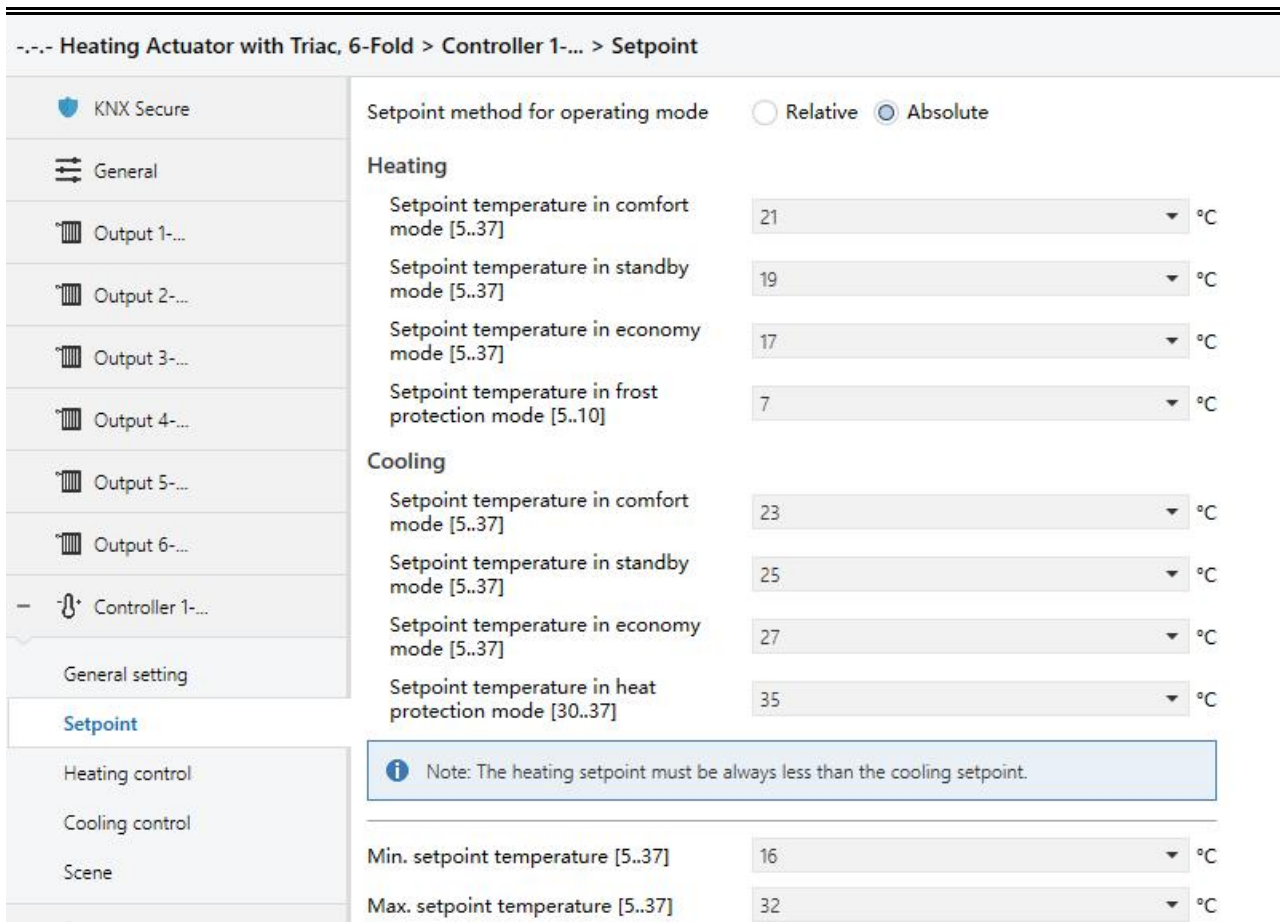 -.-.- Heating Actuator with Triac, 6-Fold > Controller 1-... > Setpoint
KNX Secure
General
Output 1-...
Output 2-...
Output 3-...
Output 4-...
Output 5-...
Output 6-...
Controller 1-...
General setting
Setpoint
Heating control
Cooling control
Scene
Setpoint method for operating mode Relative Absolute
Heating
Setpoint temperature in comfort
mode [5..37] 21 °C
Setpoint temperature in standby
mode [5..37] 19 °C
Setpoint temperature in economy
mode [5..37] 17 °C
Setpoint temperature in frost
protection mode [5..10] 7 °C
Cooling
Setpoint temperature in comfort
mode [5..37] 23 °C
Setpoint temperature in standby
mode [5..37] 25 °C
Setpoint temperature in economy
mode [5..37] 27 °C
Setpoint temperature in heat
protection mode [30..37] 35 °C
Note: The heating setpoint must be always less than the cooling setpoint.
Min. setpoint temperature [5..37] 16 °C
Max. setpoint temperature [5..37] 32 °C